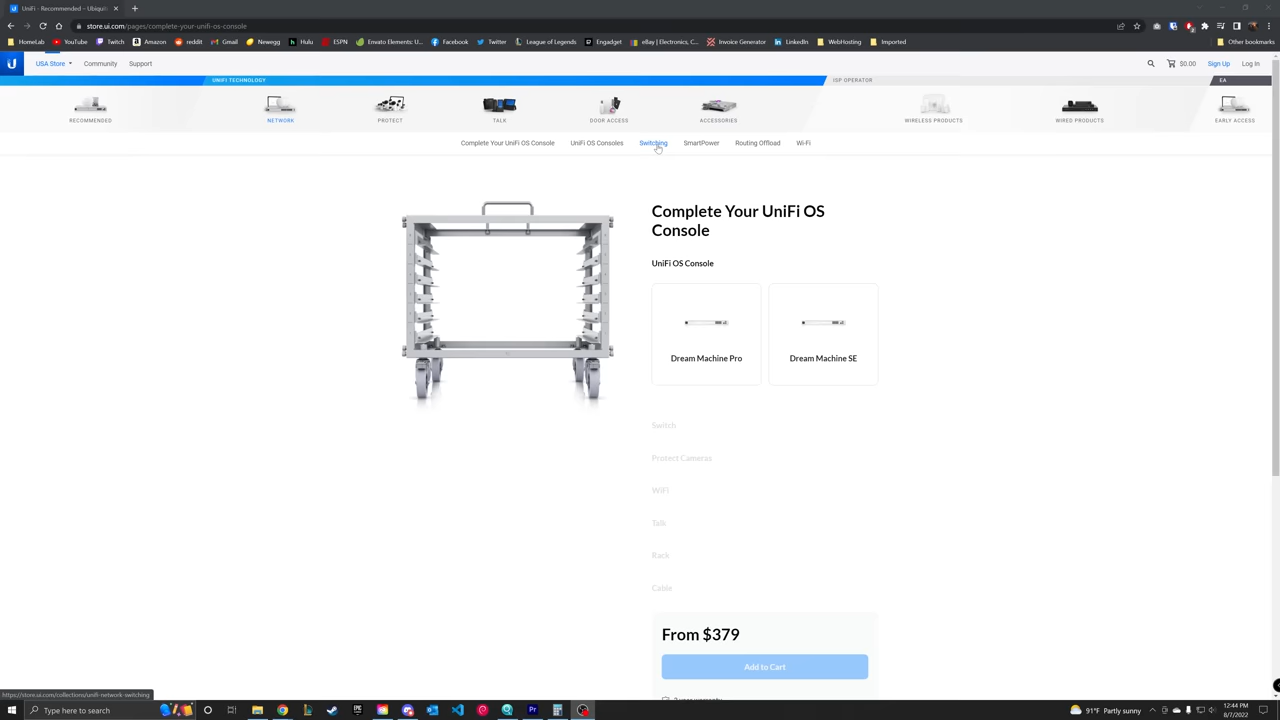 UniFi - Recommended – Ubiquiti
store.ui.com/pages/complete-your-unifi-os-console
HomeLab
YouTube
Twitch
Amazon
reddit
Gmail
Newegg
Hulu
ESPN
Envato Elements: U...
Facebook
Twitter
League of Legends
Engadget
eBay | Electronics, C...
Invoice Generator
LinkedIn
WebHosting
Imported
Other bookmarks
USA Store
Community
Support
$0.00
Sign Up
Log In
UNIFI TECHNOLOGY
ISP OPERATOR
EA
RECOMMENDED
NETWORK
PROTECT
TALK
DOOR ACCESS
ACCESSORIES
WIRELESS PRODUCTS
WIRED PRODUCTS
EARLY ACCESS
Complete Your UniFi OS Console
UniFi OS Consoles
Switching
SmartPower
Routing Offload
Wi-Fi
Complete Your UniFi OS
Console
UniFi OS Console
Dream Machine Pro
Dream Machine SE
Switch
Protect Cameras
WiFi
Talk
Rack
Cable
From $379
Add to Cart
2 year warranty
https://store.ui.com/collections/unifi-network-switching
Type here to search
91°F Partly sunny
12:44 PM
8/7/2022